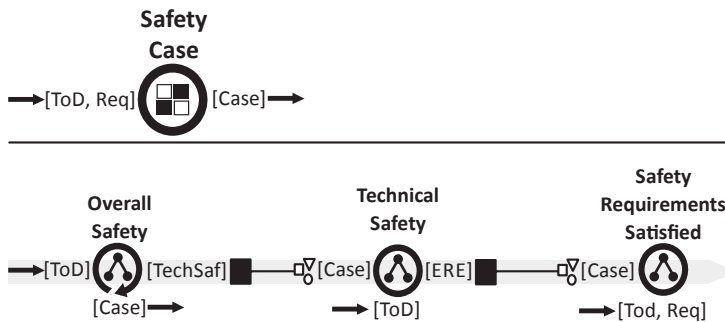 Safety
Case
[ToD, Req]
[Case]
Overall
Safety
Technical
Safety
Safety
Requirements
Satisfied
[ToD]
[TechSaf]
[Case]
[ERE]
[Case]
[Case]
[ToD]
[Tod, Req]